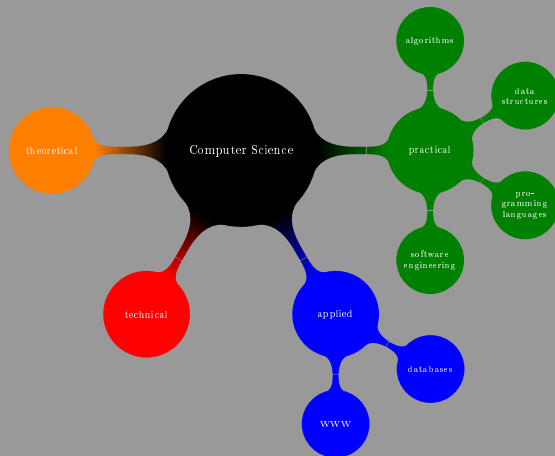 algorithms
data
structures
theoretical
Computer Science
practical
pro-
gramming
languages
software
engineering
technical
applied
databases
WWW